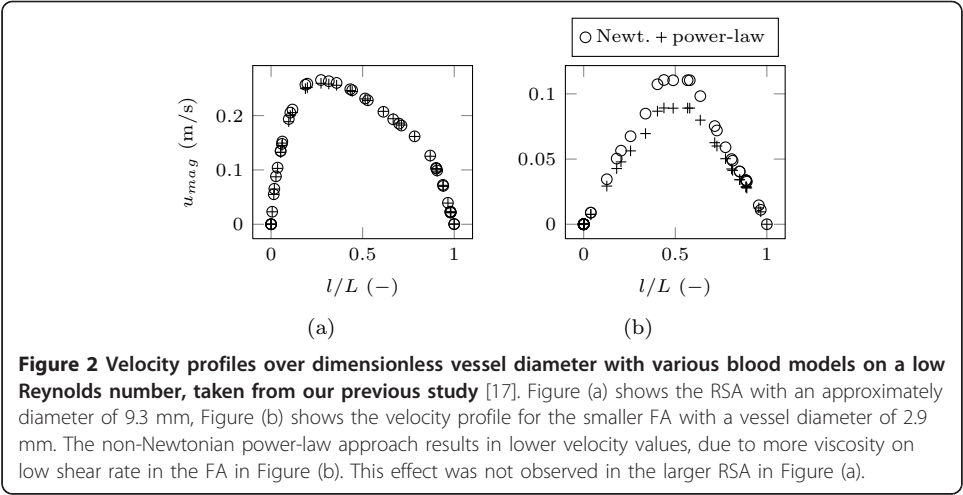 Newt. + power-law
0.2
0.1
0
u_mag (m/s)
0
0.5
1
l/L (−)
(a)
0.1
0.05
0
0
0.5
1
l/L (−)
(b)
Figure 2 Velocity profiles over dimensionless vessel diameter with various blood models on a low
Reynolds number, taken from our previous study [17]. Figure (a) shows the RSA with an approximately
diameter of 9.3 mm, Figure (b) shows the velocity profile for the smaller FA with a vessel diameter of 2.9
mm. The non-Newtonian power-law approach results in lower velocity values, due to more viscosity on
low shear rate in the FA in Figure (b). This effect was not observed in the larger RSA in Figure (a).